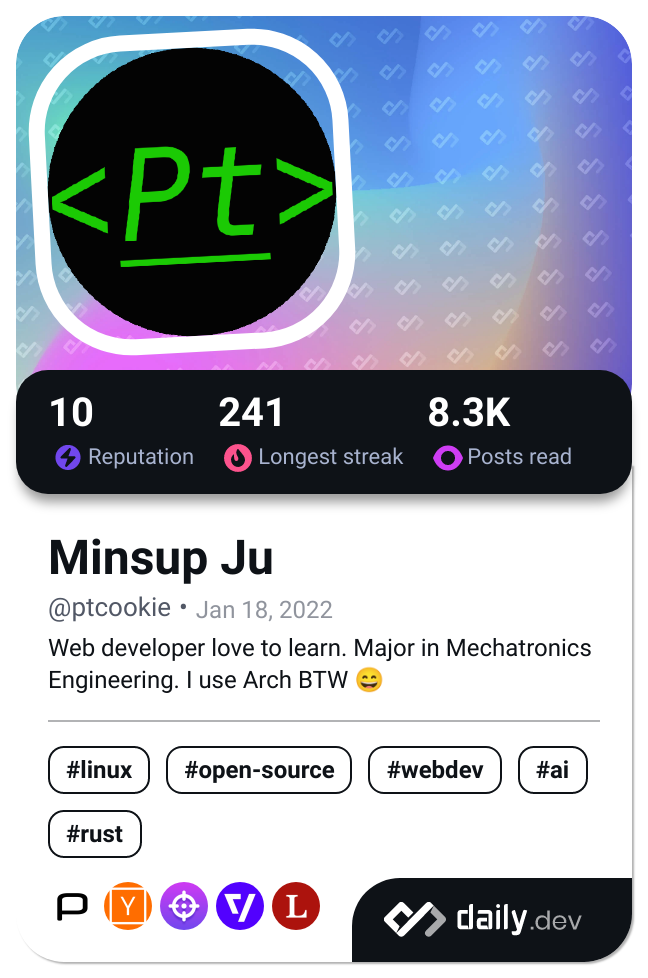 <Pt>
10
241
8.3K
Reputation
Longest streak
Posts read
Minsup Ju
@ptcookie • Jan 18, 2022
Web developer love to learn. Major in Mechatronics
Engineering. I use Arch BTW 😄
#linux
#open-source
#webdev
#ai
#rust
Y
L
daily.dev